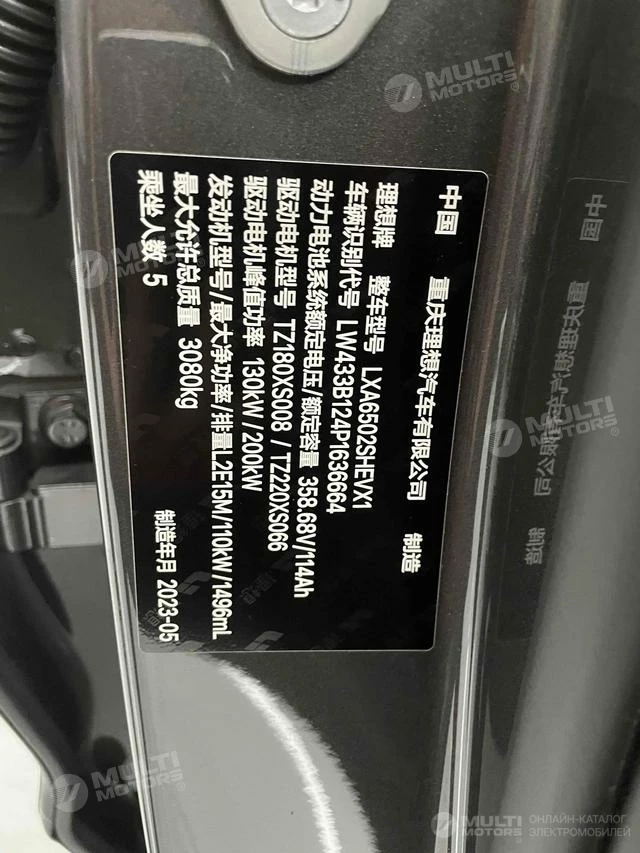 中国 重庆理想汽车有限公司 制造
理想牌 整车型号 LXA6502SHEVX1
车辆识别代号 LW433B124P1636664
动力电池系统额定电压/额定容量 358.68V/114Ah
驱动电机型号 TZ180XS008 / TZ220XS066
驱动电机峰值功率 130kW/200kW
发动机型号/最大净功率/排量L2E15M/110kW/1496mL
最大允许总质量 3080kg
乘坐人数 5 制造年月 2023-05
MULTI MOTORS®
MULTI MOTORS®
MULTI MOTORS®
MULTI MOTORS®
MULTI MOTORS® ОНЛАЙН-КАТАЛОГ ЭЛЕКТРОМОБИЛЕЙ